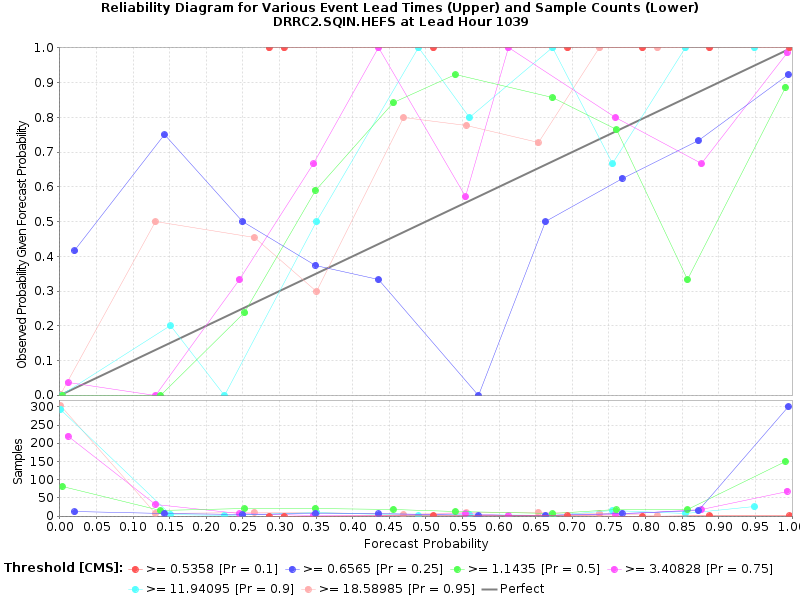 Reliability Diagram for Various Event Lead Times (Upper) and Sample Counts (Lower)
DRRC2.SQIN.HEFS at Lead Hour 1039
Observed Probability Given Forecast Probability
1.0
0.9
0.8
0.7
0.6
0.5
0.4
0.3
0.2
0.1
0.0
Samples
300
250
200
150
100
50
0
0.00 0.05 0.10 0.15 0.20 0.25 0.30 0.35 0.40 0.45 0.50 0.55 0.60 0.65 0.70 0.75 0.80 0.85 0.90 0.95 1.0
Forecast Probability
Threshold [CMS]: >= 0.5358 [Pr = 0.1] >= 0.6565 [Pr = 0.25] >= 1.1435 [Pr = 0.5] >= 3.40828 [Pr = 0.75]
>= 11.94095 [Pr = 0.9] >= 18.58985 [Pr = 0.95] Perfect